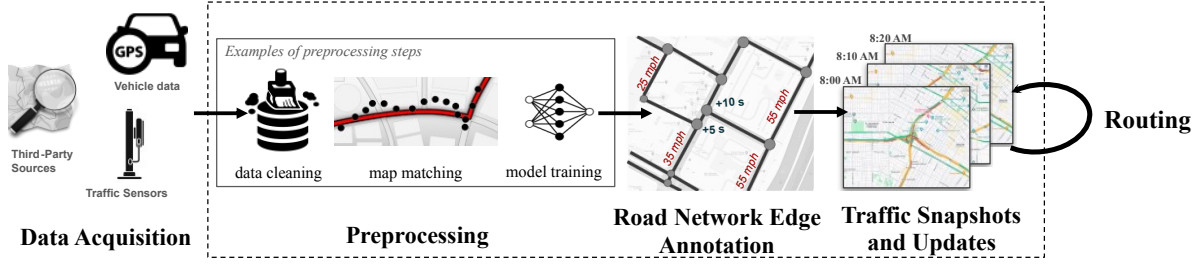 GPS
Vehicle data
Third-Party
Sources
Traffic Sensors
Data Acquisition
Examples of preprocessing steps
data cleaning
map matching
model training
Preprocessing
25 mph
+10 s
+5 s
35 mph
55 mph
55 mph
Road Network Edge
Annotation
8:20 AM
8:10 AM
8:00 AM
Traffic Snapshots
and Updates
Routing